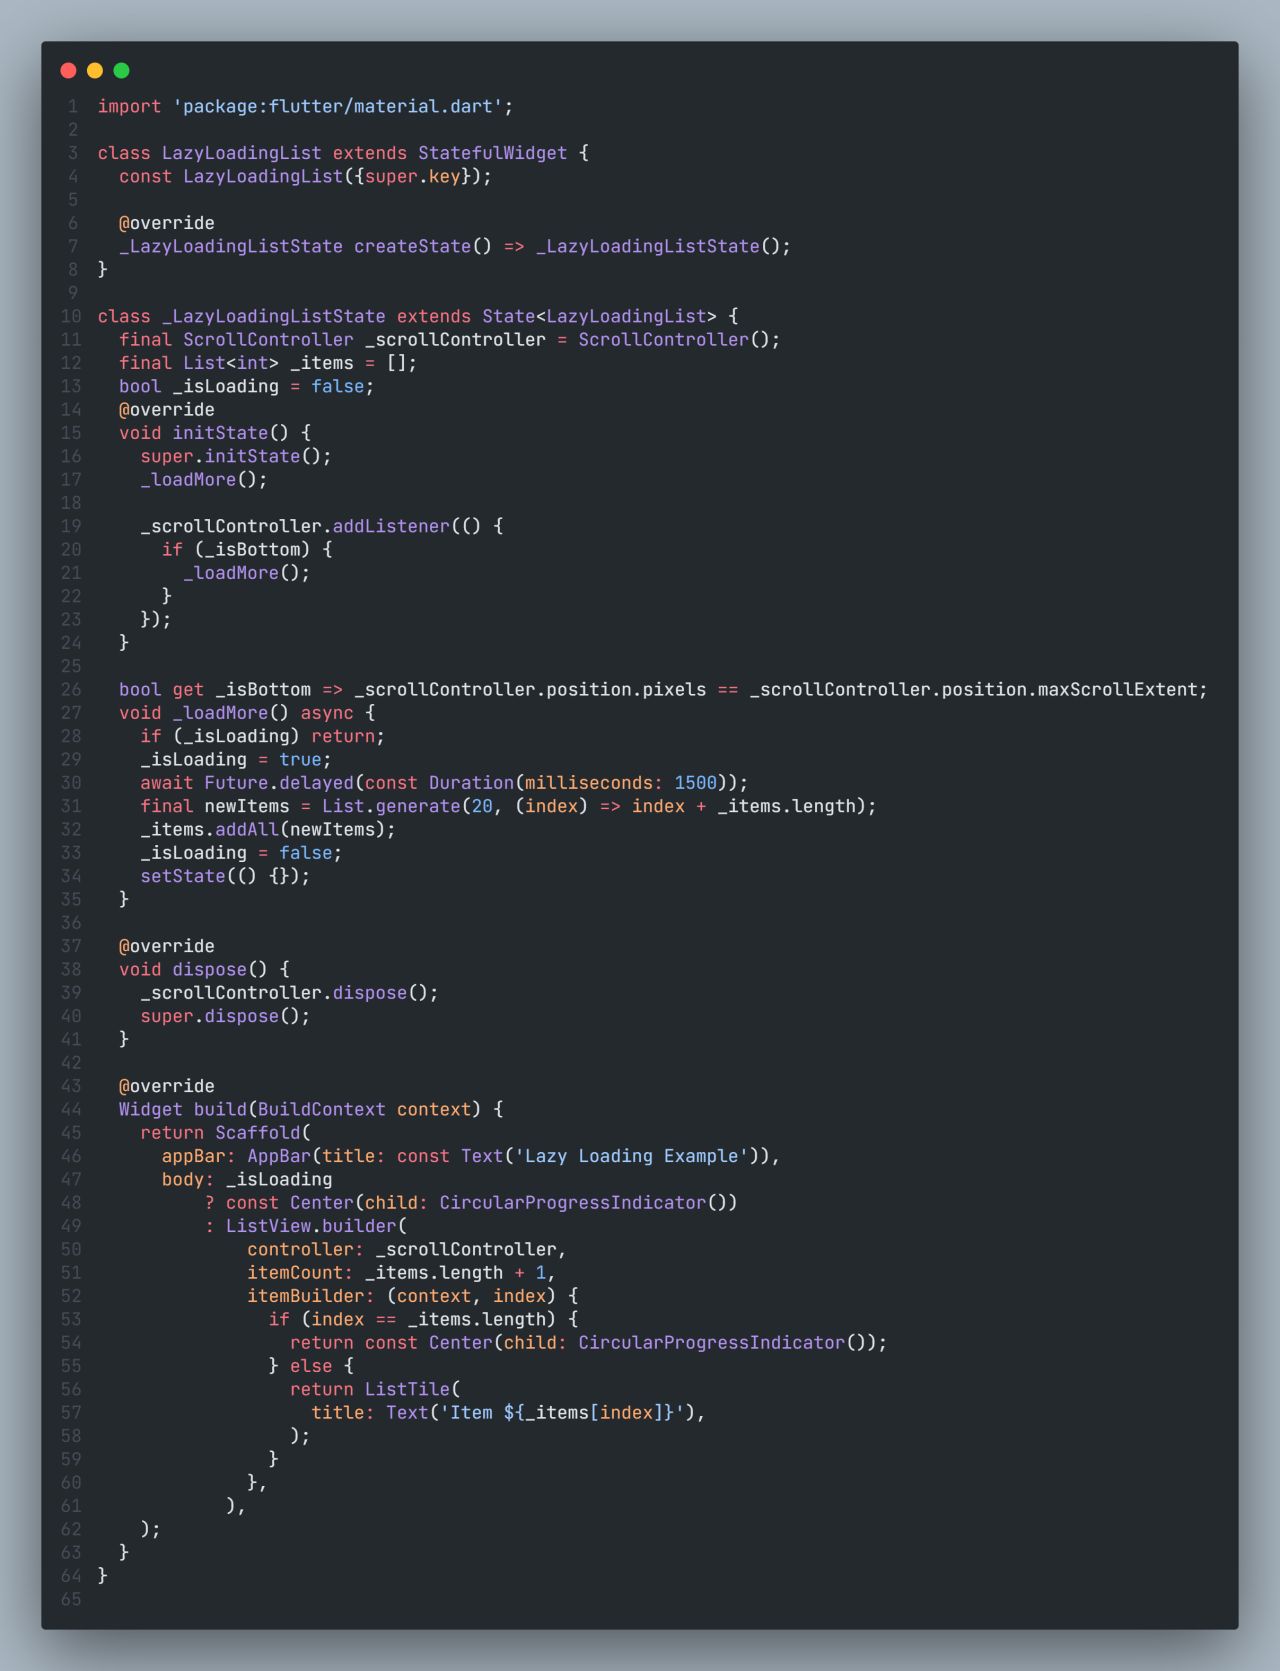 1 import 'package:flutter/material.dart';
2
3 class LazyLoadingList extends StatefulWidget {
4   const LazyLoadingList({super.key});
5
6   @override
7   _LazyLoadingListState createState() => _LazyLoadingListState();
8 }
9
10 class _LazyLoadingListState extends State<LazyLoadingList> {
11   final ScrollController _scrollController = ScrollController();
12   final List<int> _items = [];
13   bool _isLoading = false;
14   @override
15   void initState() {
16     super.initState();
17     _loadMore();
18
19     _scrollController.addListener(() {
20       if (_isBottom) {
21         _loadMore();
22       }
23     });
24   }
25
26   bool get _isBottom => _scrollController.position.pixels == _scrollController.position.maxScrollExtent;
27   void _loadMore() async {
28     if (_isLoading) return;
29     _isLoading = true;
30     await Future.delayed(const Duration(milliseconds: 1500));
31     final newItems = List.generate(20, (index) => index + _items.length);
32     _items.addAll(newItems);
33     _isLoading = false;
34     setState(() {});
35   }
36
37   @override
38   void dispose() {
39     _scrollController.dispose();
40     super.dispose();
41   }
42
43   @override
44   Widget build(BuildContext context) {
45     return Scaffold(
46       appBar: AppBar(title: const Text('Lazy Loading Example')),
47       body: _isLoading
48           ? const Center(child: CircularProgressIndicator())
49           : ListView.builder(
50               controller: _scrollController,
51               itemCount: _items.length + 1,
52               itemBuilder: (context, index) {
53                 if (index == _items.length) {
54                   return const Center(child: CircularProgressIndicator());
55                 } else {
56                   return ListTile(
57                     title: Text('Item ${_items[index]}'),
58                   );
59                 }
60               },
61             ),
62     );
63   }
64 }
65